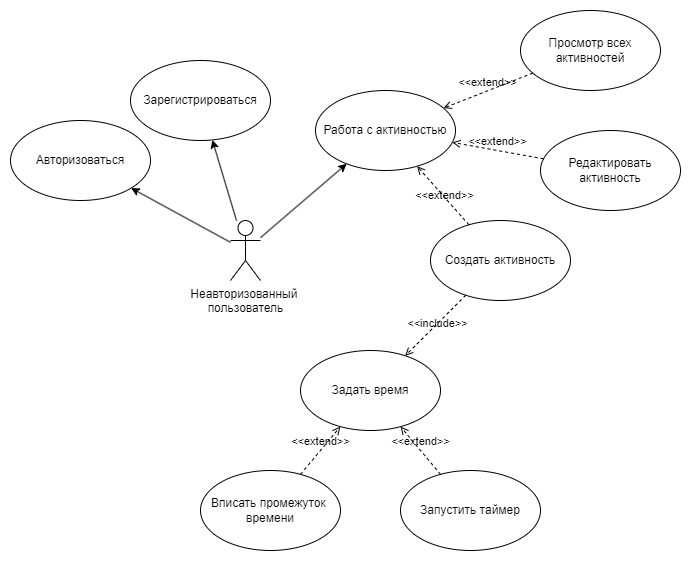 Просмотр всех
активностей
<<extend>>
Зарегистрироваться
Работа с активностью
<<extend>>
Авторизоваться
Редактировать
активность
<<extend>>
Создать активность
Неавторизованный
пользователь
<<include>>
Задать время
<<extend>>
<<extend>>
Вписать промежуток
времени
Запустить таймер